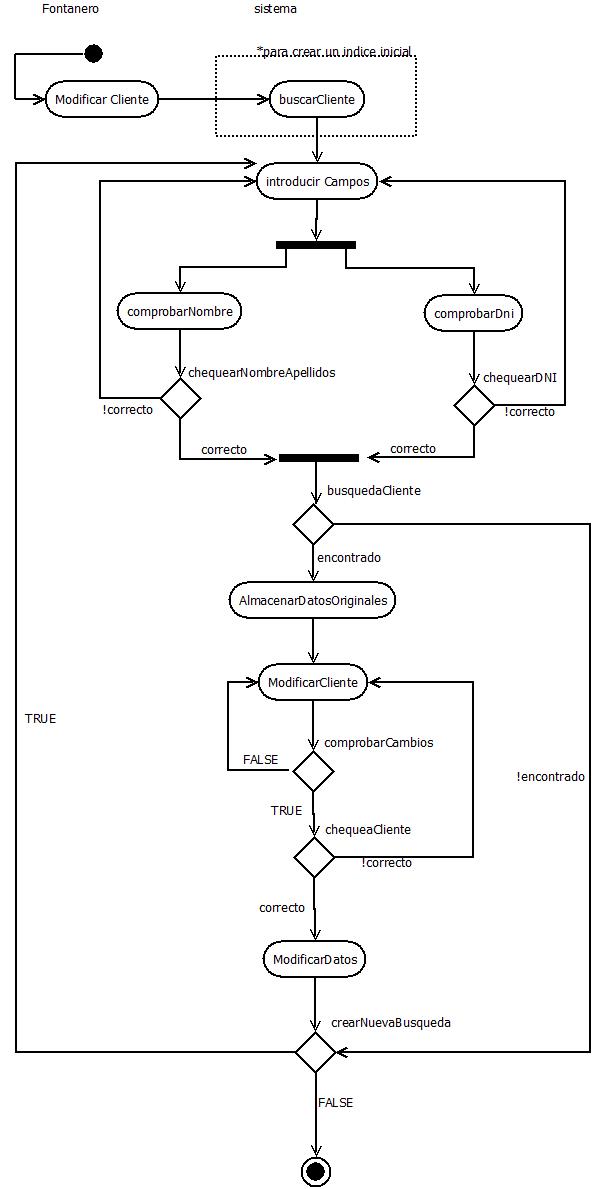 Fontanero
sistema
*para crear un indice inicial
Modificar Cliente
buscarCliente
introducir Campos
comprobarNombre
comprobarDni
chequearNombreApellidos
chequearDNI
!correcto
!correcto
correcto
correcto
busquedaCliente
encontrado
AlmacenarDatosOriginales
ModificarCliente
TRUE
comprobarCambios
FALSE
!encontrado
TRUE
chequeaCliente
!correcto
correcto
ModificarDatos
crearNuevaBusqueda
FALSE